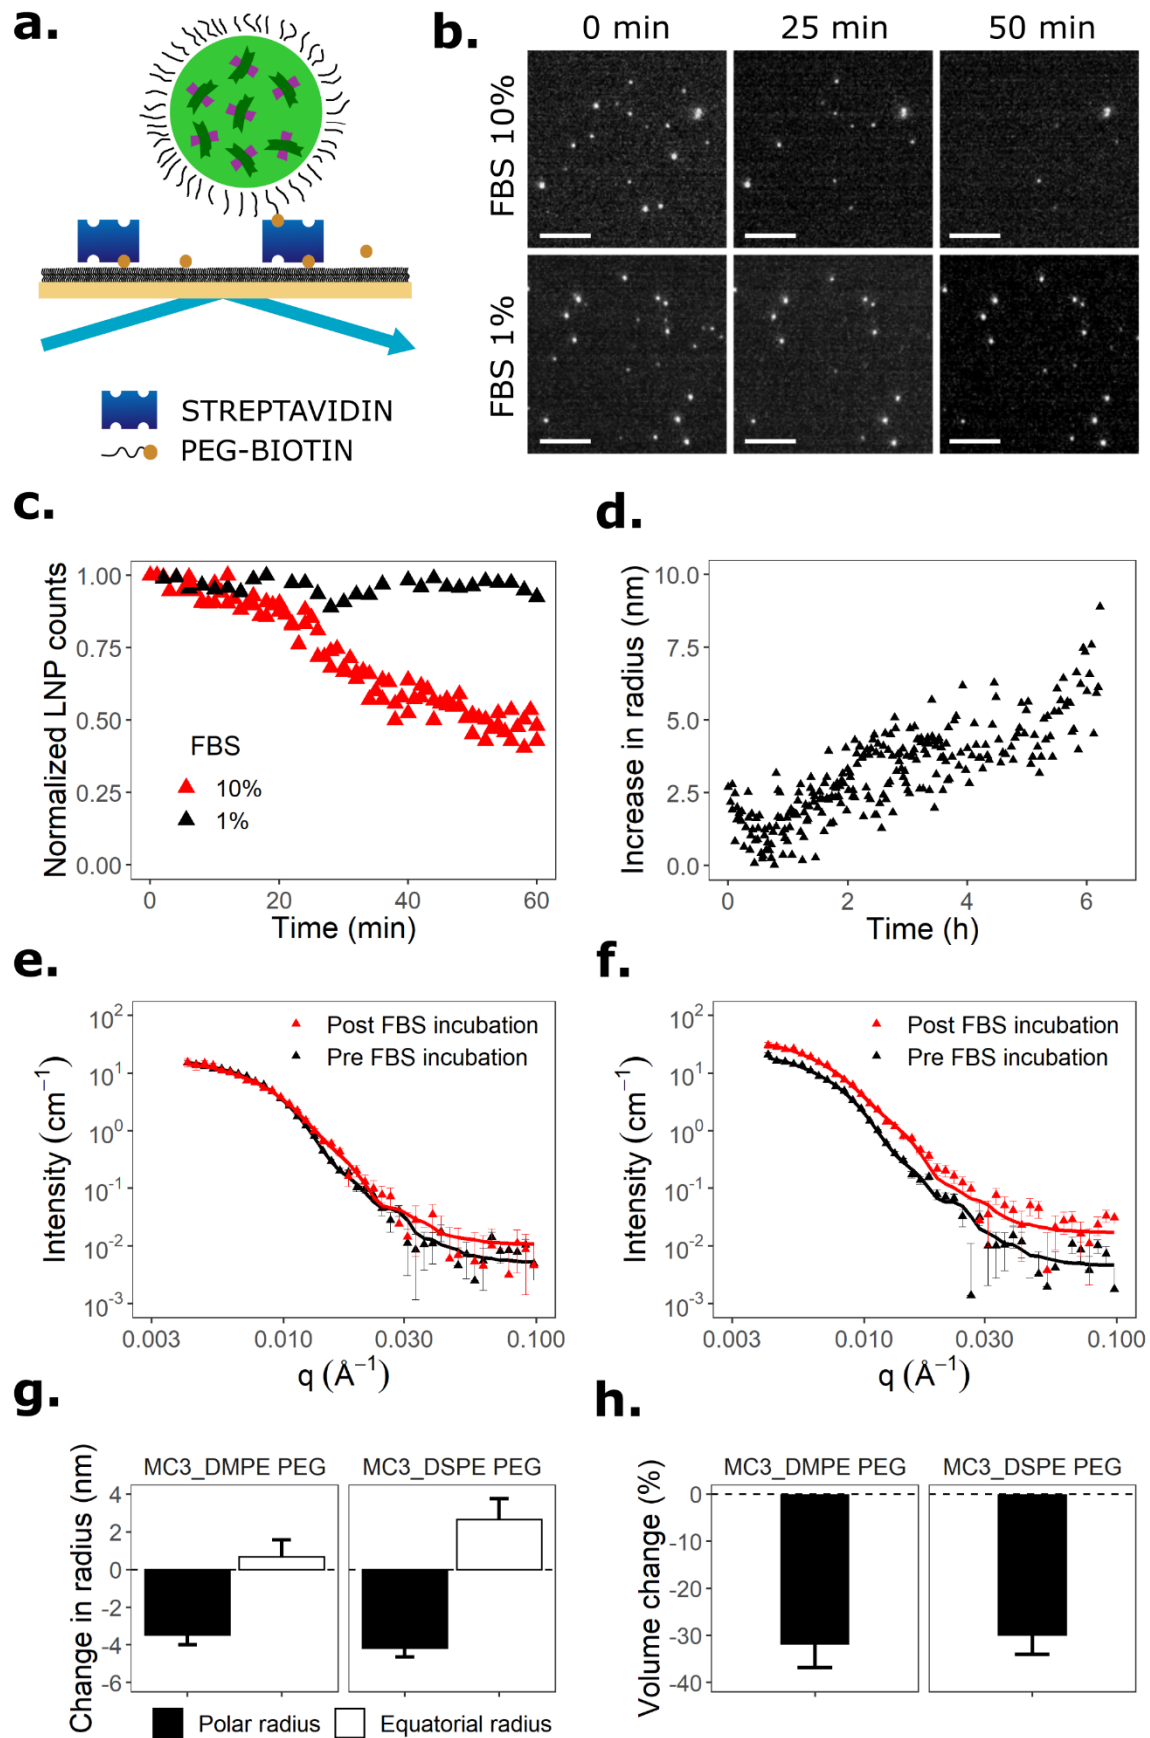 a.
STREPTAVIDIN
PEG-BIOTIN
b.
0 min 25 min 50 min
FBS 10%
FBS 1%
c.
Normalized LNP counts
1.00
0.75
0.50
0.25
0.00
FBS
10%
1%
0 20 40 60
Time (min)
d.
Increase in radius (nm)
10.0
7.5
5.0
2.5
0.0
0 2 4 6
Time (h)
e.
Intensity (cm⁻¹)
10²
10¹
10⁰
10⁻¹
10⁻²
10⁻³
Post FBS incubation
Pre FBS incubation
0.003 0.010 0.030 0.100
q (Å⁻¹)
f.
Intensity (cm⁻¹)
10²
10¹
10⁰
10⁻¹
10⁻²
10⁻³
Post FBS incubation
Pre FBS incubation
0.003 0.010 0.030 0.100
q (Å⁻¹)
g.
Change in radius (nm)
MC3_DMPE PEG MC3_DSPE PEG
4
2
0
-2
-4
-6
Polar radius Equatorial radius
h.
Volume change (%)
MC3_DMPE PEG MC3_DSPE PEG
0
-10
-20
-30
-40